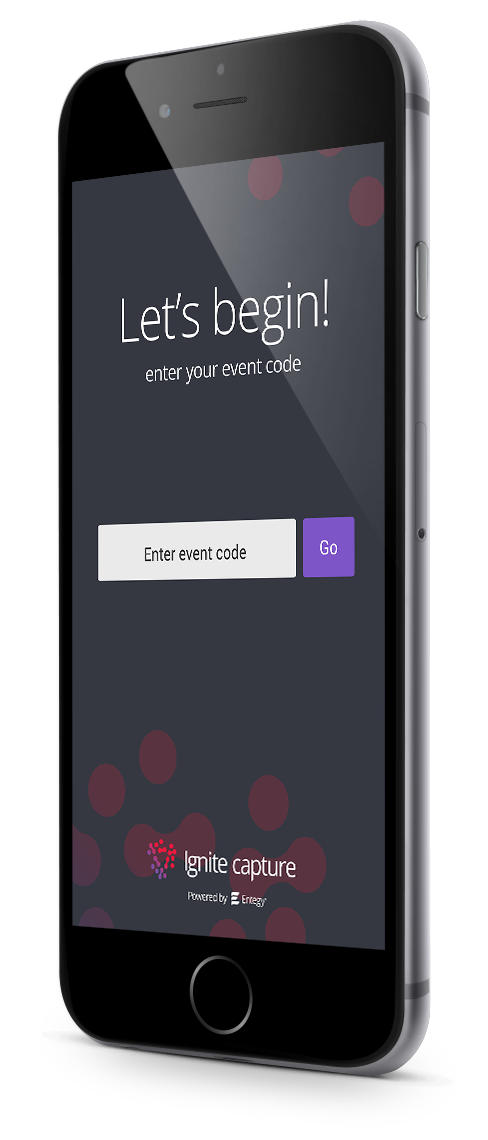 Let's begin!
enter your event code
Enter event code
Go
Ignite capture
Powered by Entegy